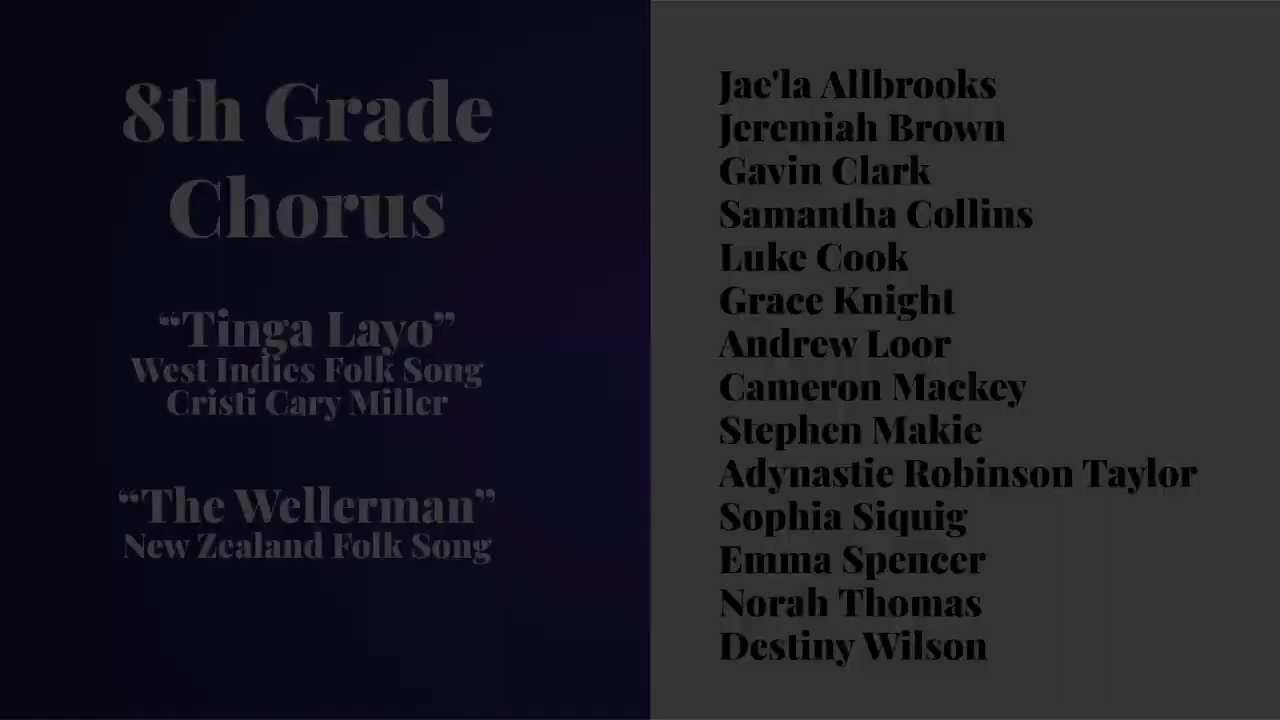 8th Grade
Chorus
“Tinga Layo”
West Indies Folk Song
Cristi Cary Miller
“The Wellerman”
New Zealand Folk Song
Jae'la Allbrooks
Jeremiah Brown
Gavin Clark
Samantha Collins
Luke Cook
Grace Knight
Andrew Loor
Cameron Mackey
Stephen Makie
Adynastie Robinson Taylor
Sophia Siquig
Emma Spencer
Norah Thomas
Destiny Wilson